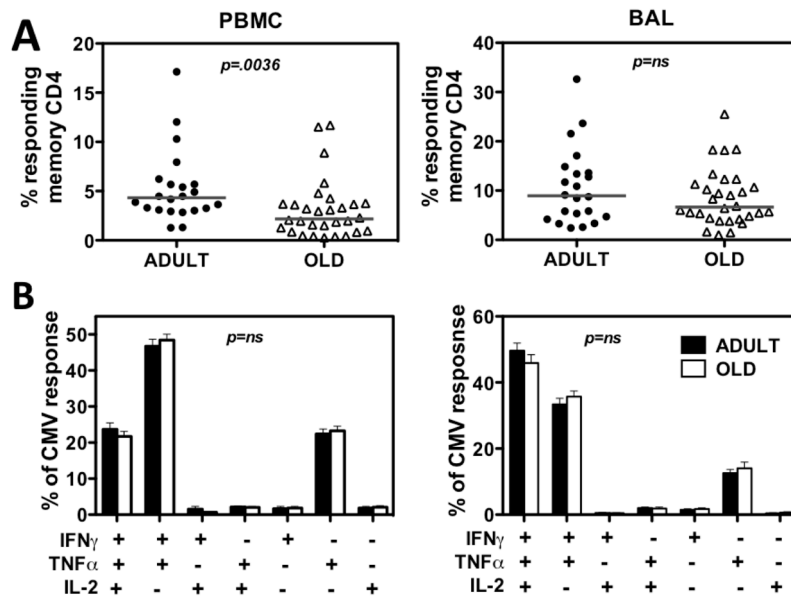 A
PBMC
BAL
% responding
memory CD4
20
15
10
5
0
p=.0036
ADULT
OLD
% responding
memory CD4
40
30
20
10
0
p=ns
ADULT
OLD
B
% of CMV response
50
40
30
20
10
0
p=ns
IFNγ + + + - + - -
TNFα + + - + - + -
IL-2 + - + + - - +
% of CMV resposnse
60
40
20
0
p=ns
ADULT
OLD
IFNγ + + + - + - -
TNFα + + - + - + -
IL-2 + - + + - - +